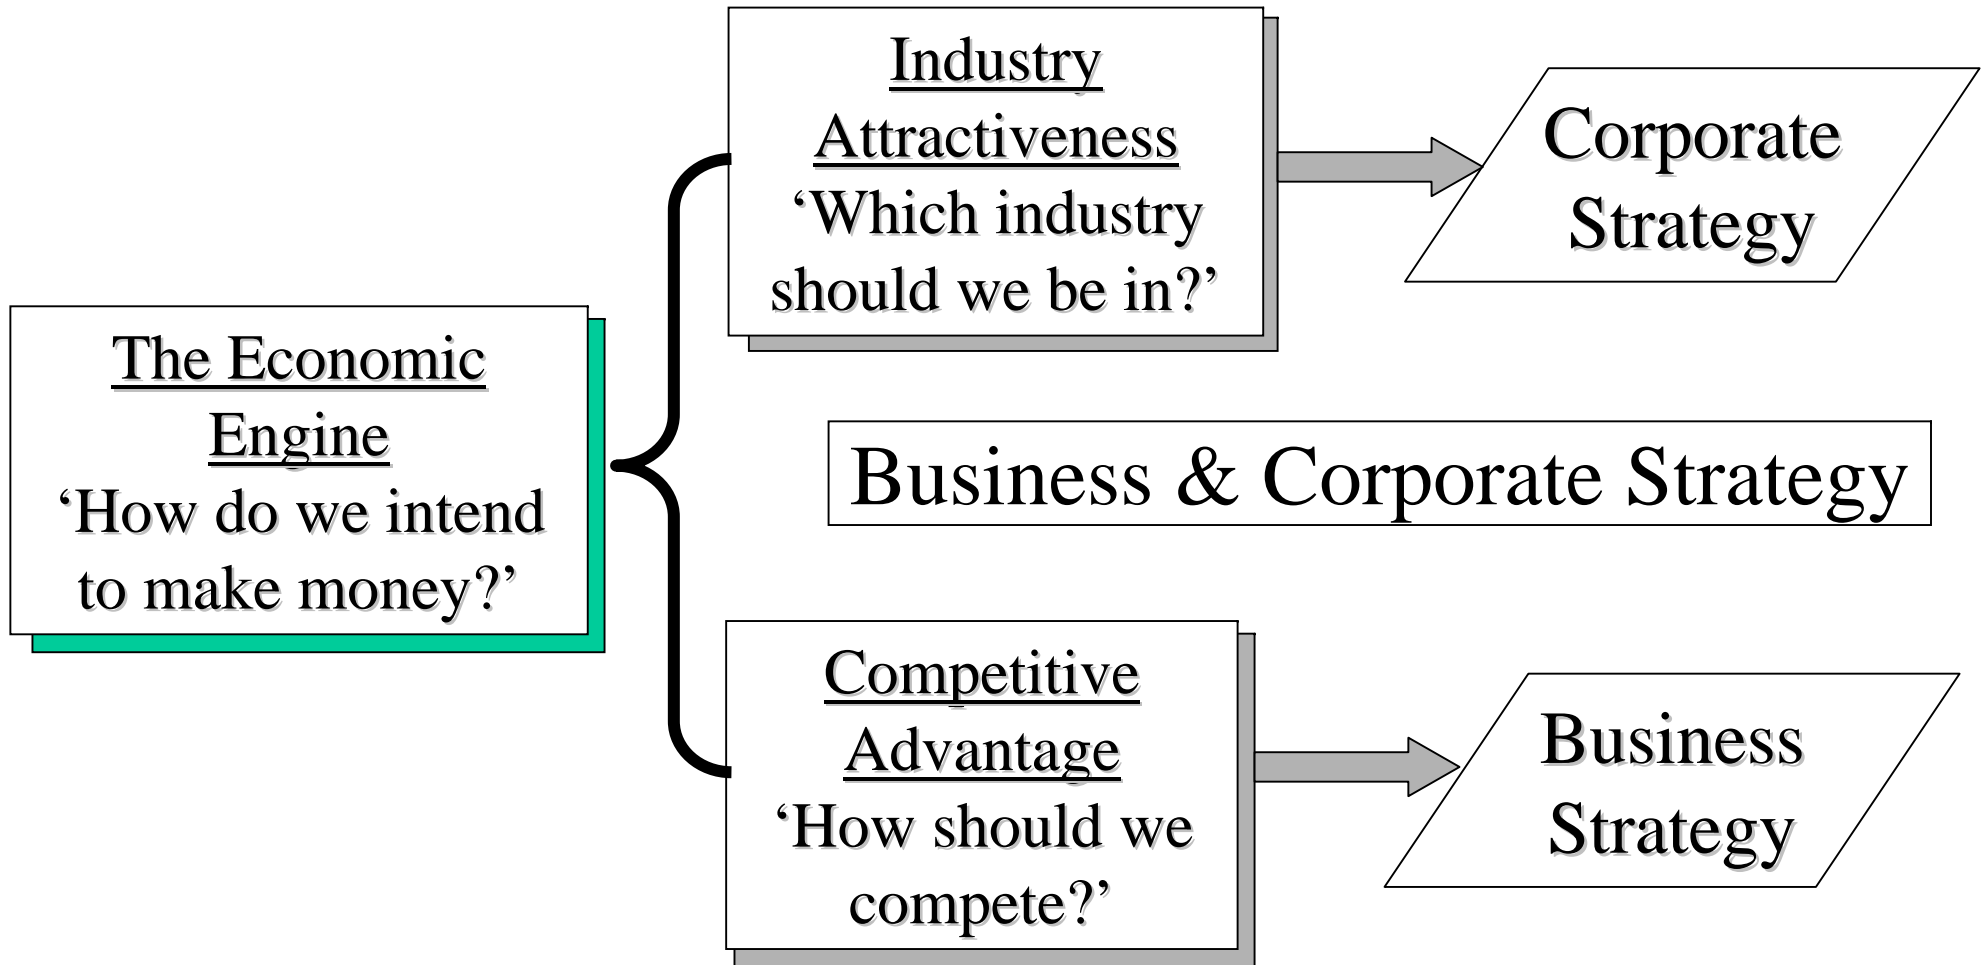 The Economic
Engine
‘How do we intend
to make money?’
Industry
Attractiveness
‘Which industry
should we be in?’
Corporate
Strategy
Business & Corporate Strategy
Competitive
Advantage
‘How should we
compete?’
Business
Strategy